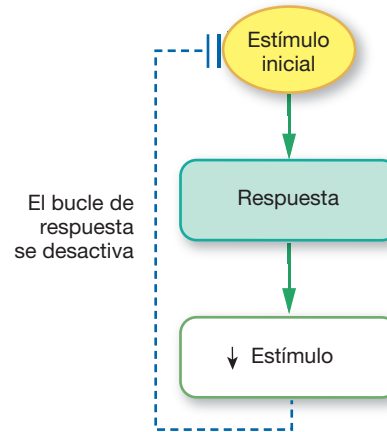 Estímulo
inicial
Respuesta
El bucle de
respuesta
se desactiva
↓ Estímulo